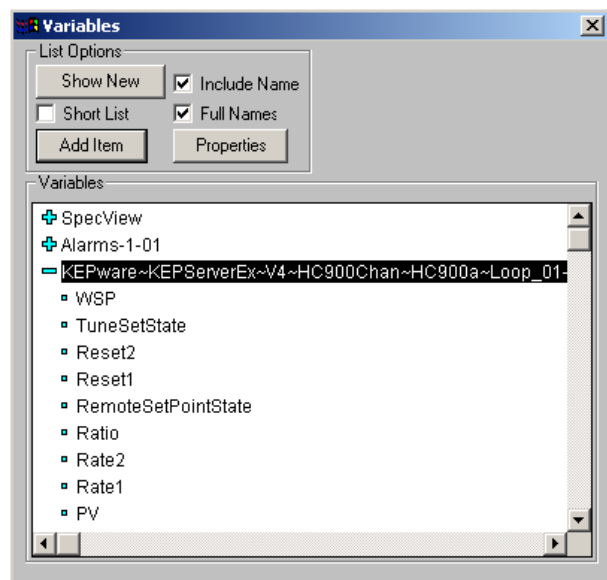 Variables
List Options
Show New
Include Name
Short List
Full Names
Add Item
Properties
Variables
SpecView
Alarms-1-01
KEPware~KEPServerEx~V4~HC900Chan~HC900a~Loop_01-
WSP
TuneSetState
Reset2
Reset1
RemoteSetPointState
Ratio
Rate2
Rate1
PV